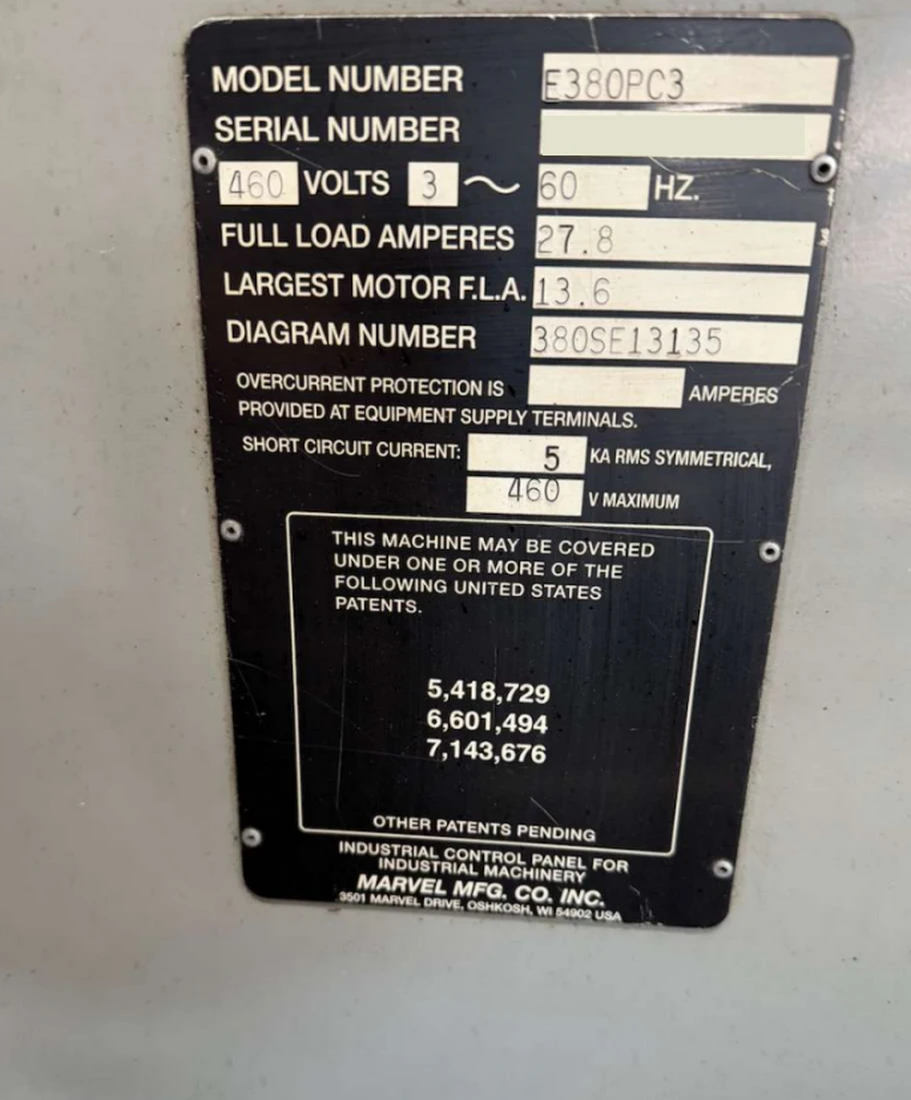 MODEL NUMBER E380PC3
SERIAL NUMBER
460 VOLTS 3 ~ 60 HZ.
FULL LOAD AMPERES 27.8
LARGEST MOTOR F.L.A. 13.6
DIAGRAM NUMBER 380SE13135
OVERCURRENT PROTECTION IS AMPERES
PROVIDED AT EQUIPMENT SUPPLY TERMINALS.
SHORT CIRCUIT CURRENT: 5 KA RMS SYMMETRICAL,
460 V MAXIMUM
THIS MACHINE MAY BE COVERED
UNDER ONE OR MORE OF THE
FOLLOWING UNITED STATES
PATENTS.
5,418,729
6,601,494
7,143,676
OTHER PATENTS PENDING
INDUSTRIAL CONTROL PANEL FOR
INDUSTRIAL MACHINERY
MARVEL MFG. CO. INC.
3501 MARVEL DRIVE, OSHKOSH, WI 54902 USA